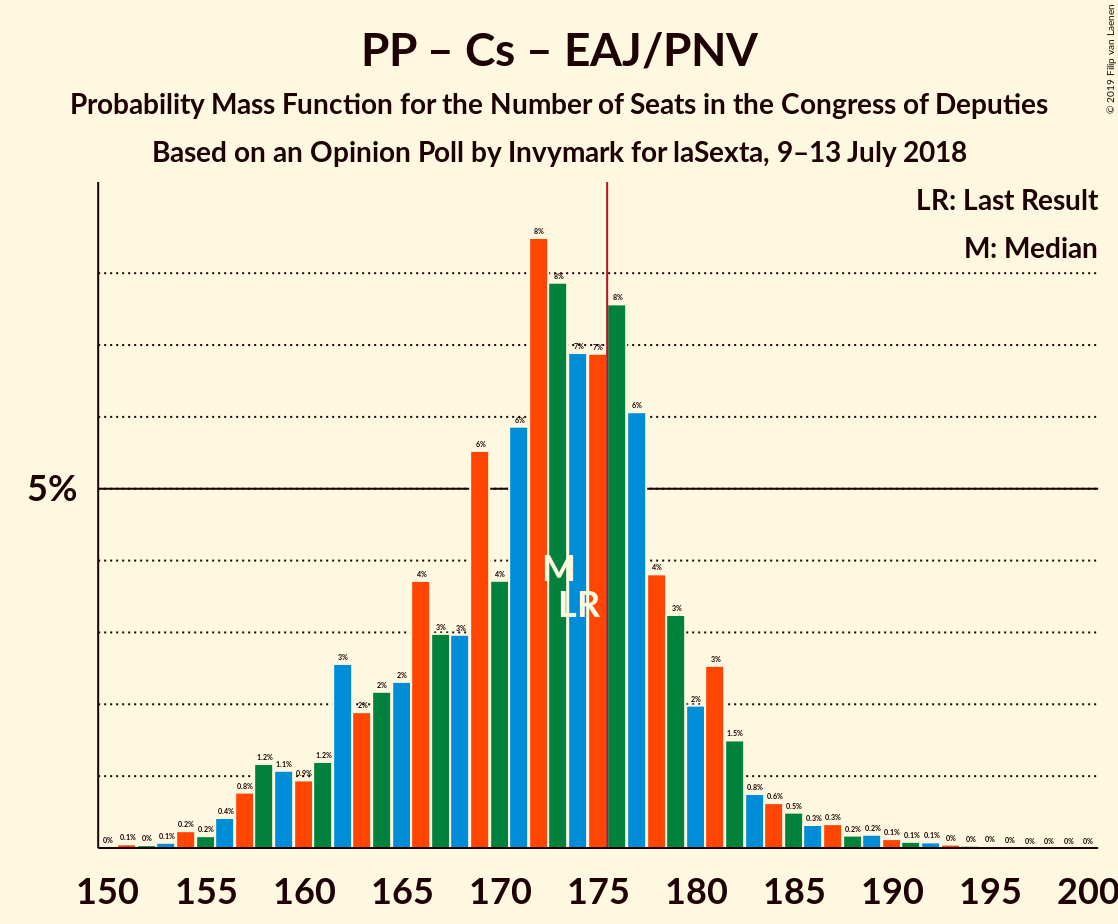 PP – Cs – EAJ/PNV
Probability Mass Function for the Number of Seats in the Congress of Deputies
Based on an Opinion Poll by Invymark for laSexta, 9–13 July 2018
© 2019 Filip van Laenen
LR: Last Result
M: Median
5%
0% 0.1% 0% 0.1% 0.2% 0.2% 0.4% 0.8% 1.2% 1.1% 0.9% 1.2% 3% 2% 2% 2% 4% 3% 3% 6% 4% 6% 8% 8% 7% 7% 8% 6% 4% 3% 2% 3% 1.5% 0.8% 0.6% 0.5% 0.3% 0.3% 0.2% 0.2% 0.1% 0.1% 0.1% 0% 0% 0% 0% 0% 0% 0% 0%
M
LR
150 155 160 165 170 175 180 185 190 195 200